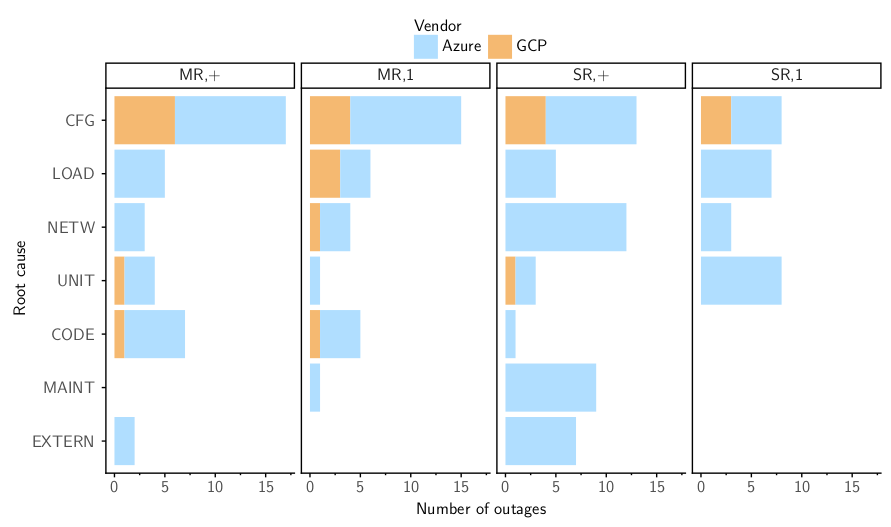 Vendor
Azure GCP
MR,+ MR,1 SR,+ SR,1
Root cause
CFG
LOAD
NETW
UNIT
CODE
MAINT
EXTERN
0 5 10 15 0 5 10 15 0 5 10 15 0 5 10 15
Number of outages